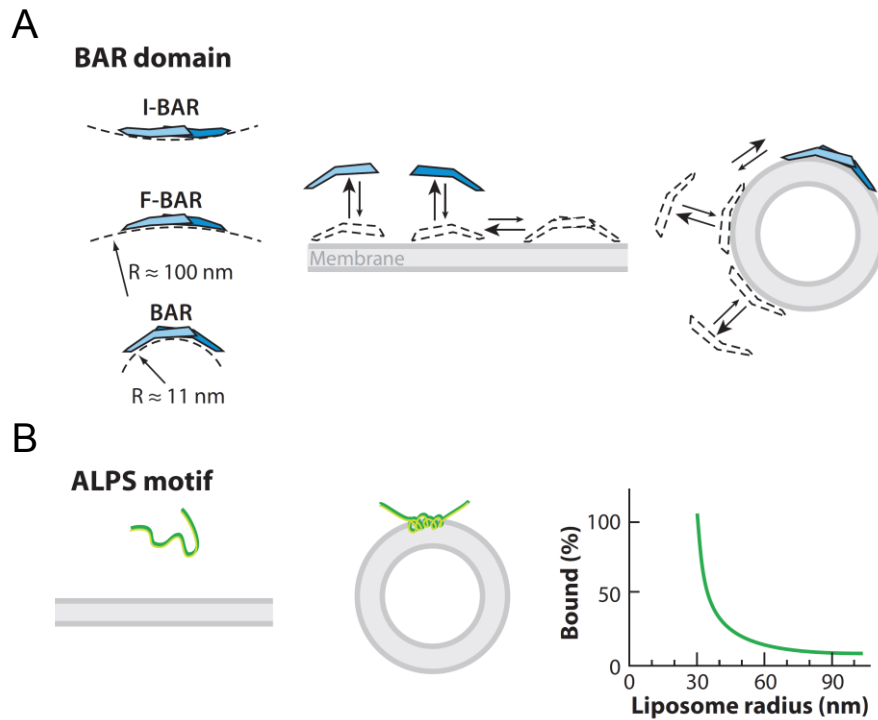 A
BAR domain
I-BAR
F-BAR
R ≈ 100 nm
BAR
R ≈ 11 nm
Membrane
B
ALPS motif
Bound (%)
100
50
0
0
30
60
90
Liposome radius (nm)